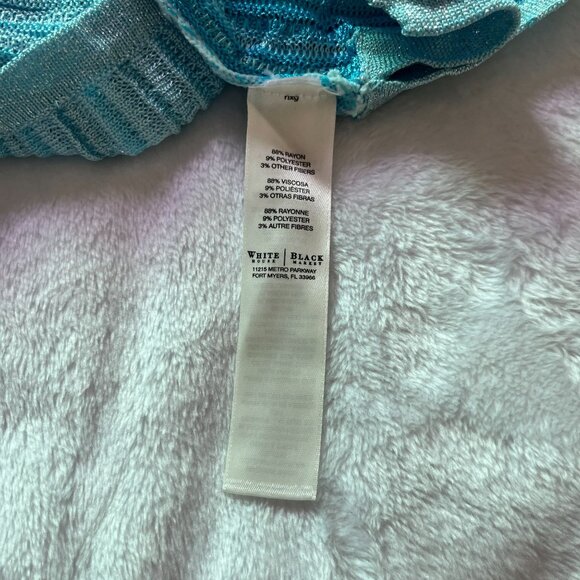 88% RAYON
9% POLYESTER
3% OTHER FIBERS
88% VISCOSA
9% POLIÉSTER
3% OTRAS FIBRAS
88% RAYONNE
9% POLYESTER
3% AUTRE FIBRES
WHITE HOUSE | BLACK MARKET
11215 METRO PARKWAY
FORT MYERS, FL 33966